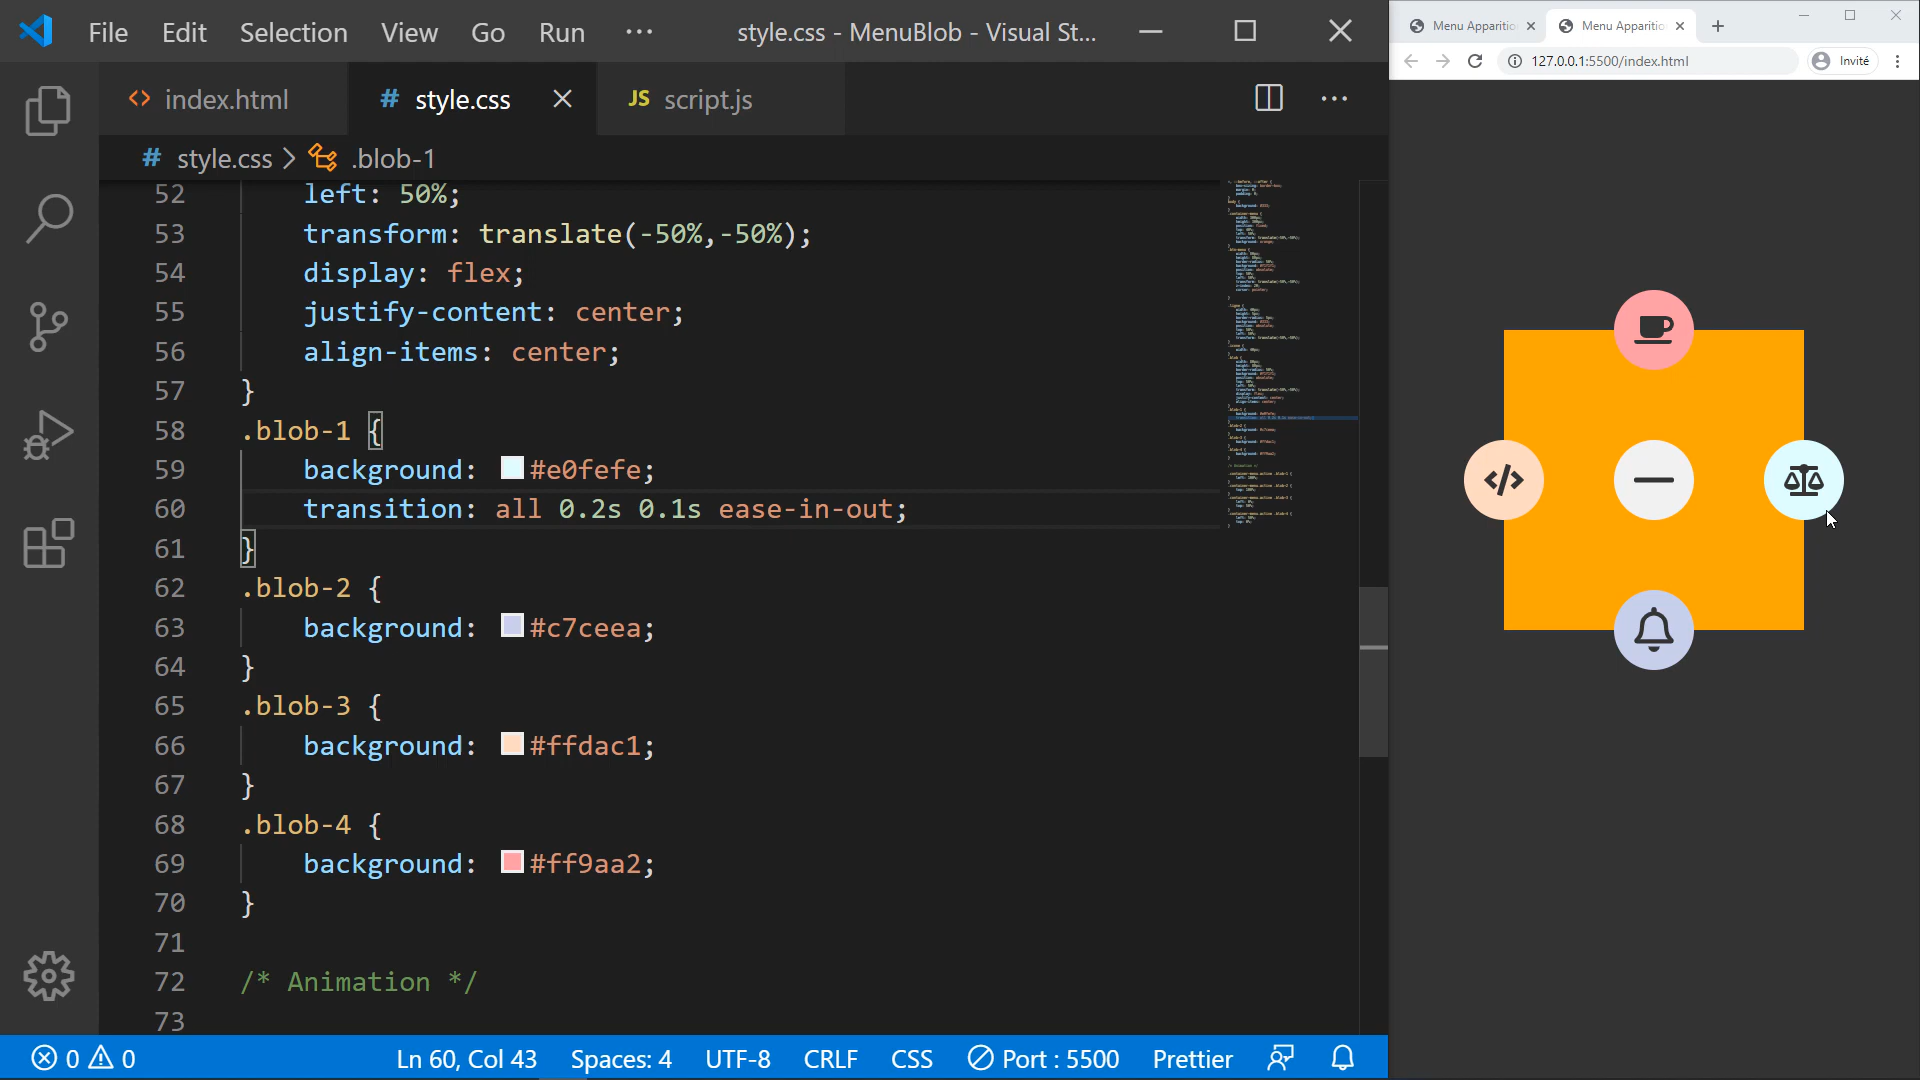 File Edit Selection View Go Run ··· style.css - MenuBlob - Visual St...
index.html # style.css JS script.js
# style.css > .blob-1
52 left: 50%;
53 transform: translate(-50%,-50%);
54 display: flex;
55 justify-content: center;
56 align-items: center;
57 }
58 .blob-1 {
59 background: #e0fefe;
60 transition: all 0.2s 0.1s ease-in-out;
61 }
62 .blob-2 {
63 background: #c7ceea;
64 }
65 .blob-3 {
66 background: #ffdac1;
67 }
68 .blob-4 {
69 background: #ff9aa2;
70 }
71
72 /* Animation */
73
0 0 Ln 60, Col 43 Spaces: 4 UTF-8 CRLF CSS Port : 5500 Prettier
Menu Apparitio Menu Apparitio
127.0.0.1:5500/index.html Invité